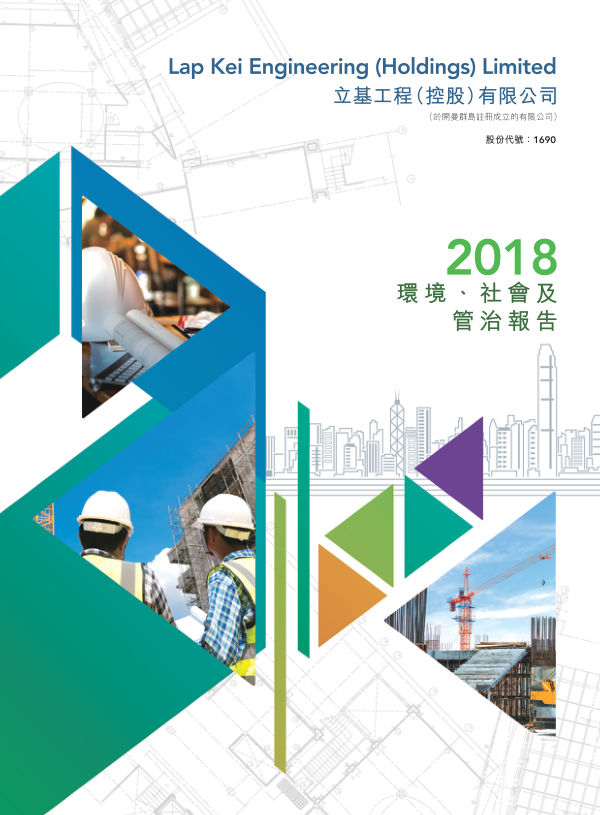 Lap Kei Engineering (Holdings) Limited
立基工程(控股)有限公司
(於開曼群島註冊成立的有限公司)
股份代號：1690
2018
環境、社會及
管治報告